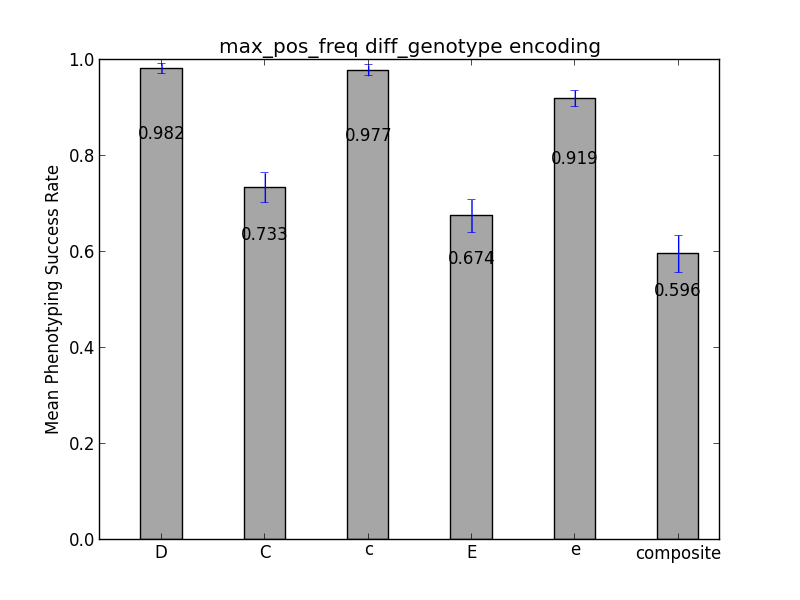 max_pos_freq diff_genotype encoding
Mean Phenotyping Success Rate
1.0
0.8
0.6
0.4
0.2
0.0
0.982
0.733
0.977
0.674
0.919
0.596
D
C
c
E
e
composite